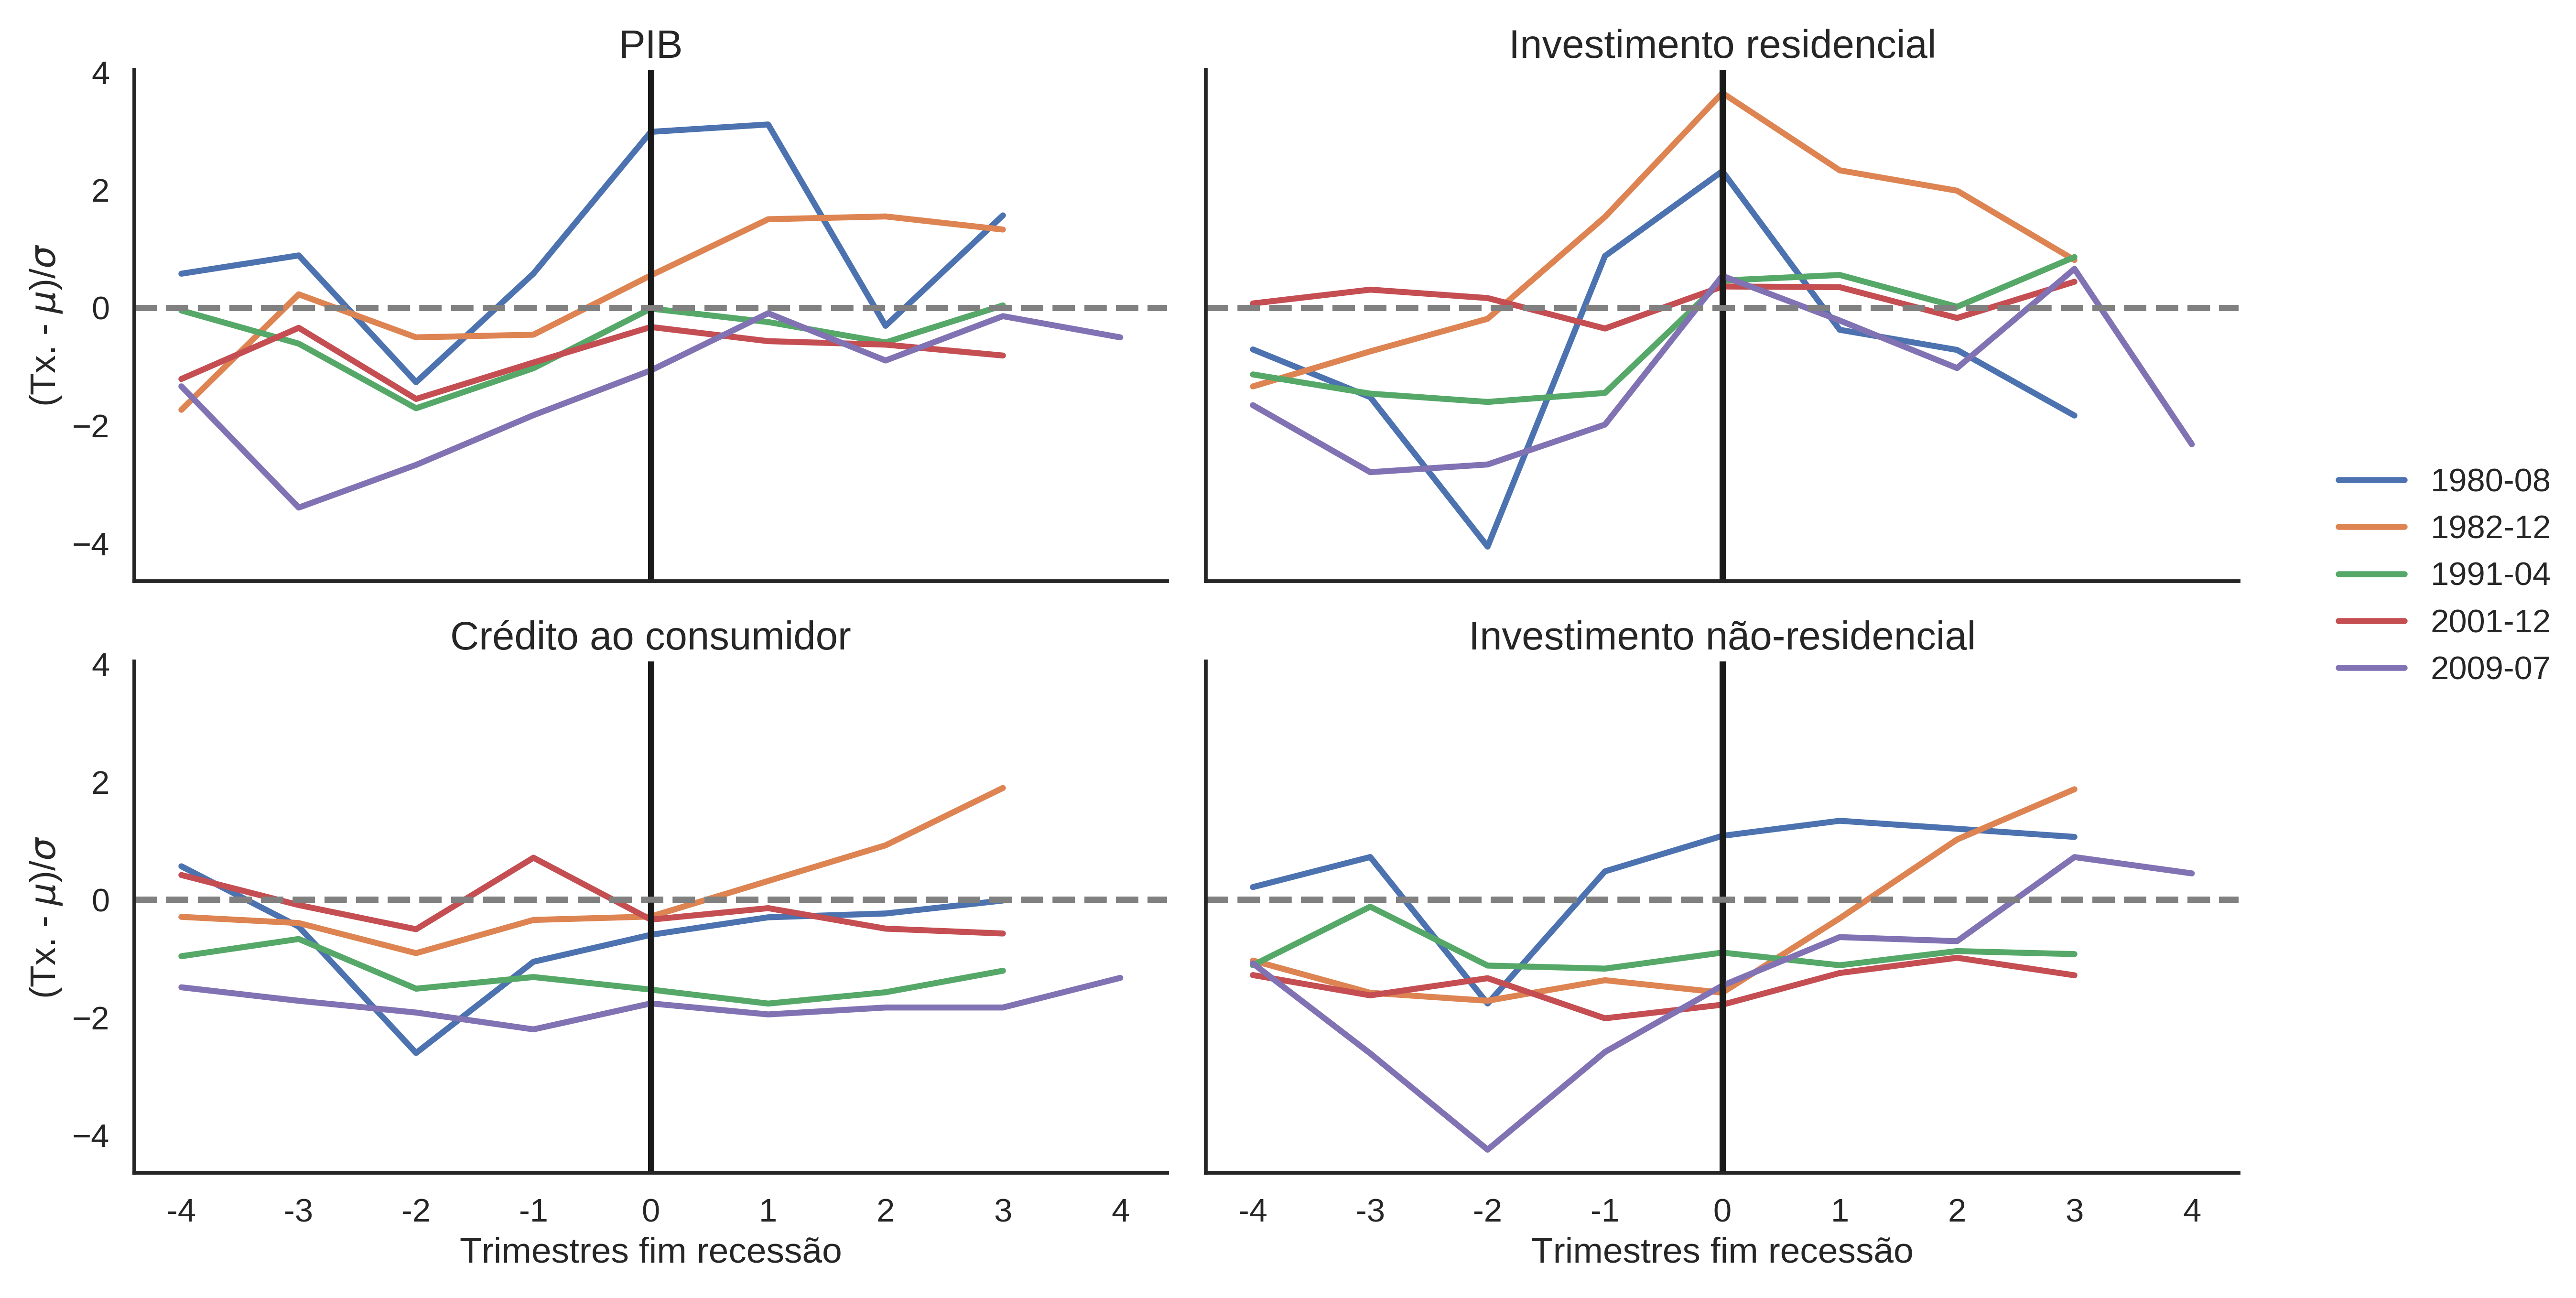 PIB
4
2
0
−2
−4
(Tx. - μ)/σ
Investimento residencial
Crédito ao consumidor
4
2
0
−2
−4
(Tx. - μ)/σ
-4 -3 -2 -1 0 1 2 3 4
Trimestres fim recessão
Investimento não-residencial
-4 -3 -2 -1 0 1 2 3 4
Trimestres fim recessão
1980-08
1982-12
1991-04
2001-12
2009-07